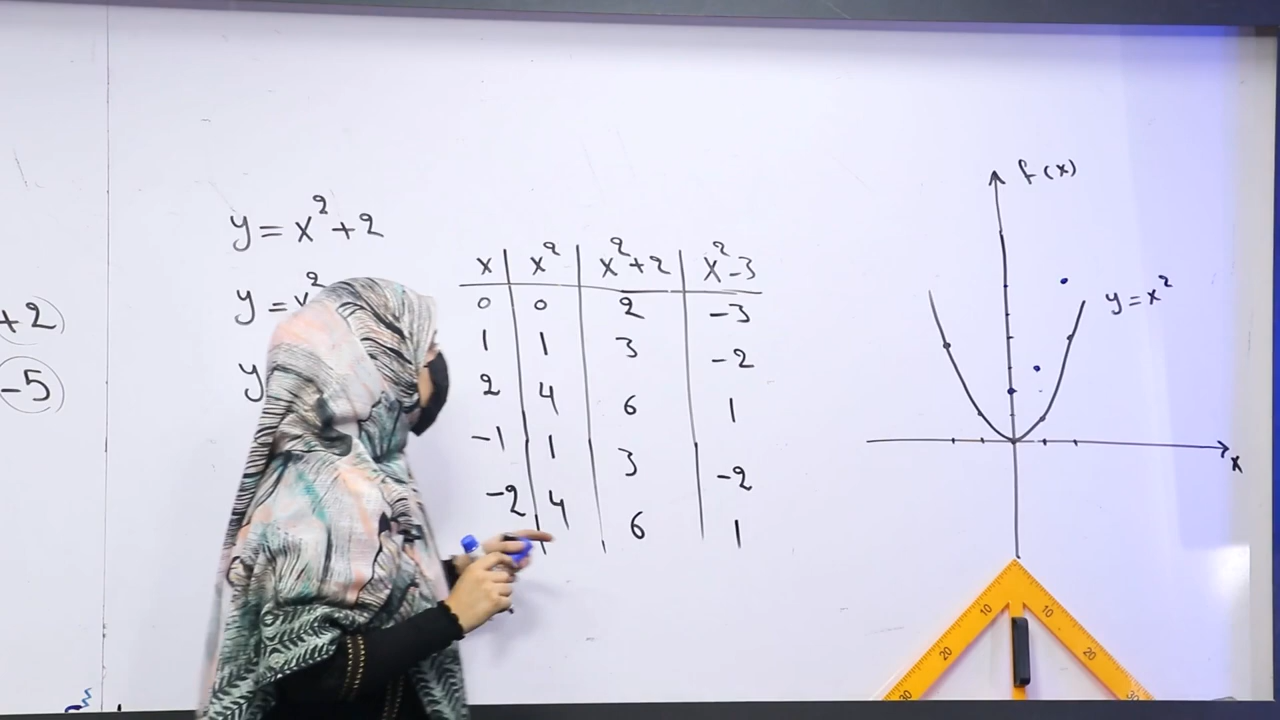 +2)
-5)
y = x²+2
y = x²
y
x | x² | x²+2 | x²-3
0 | 0 | 2 | -3
1 | 1 | 3 | -2
2 | 4 | 6 | 1
-1 | 1 | 3 | -2
-2 | 4 | 6 | 1
f(x)
y = x²
x
10 10
20 20
30 30